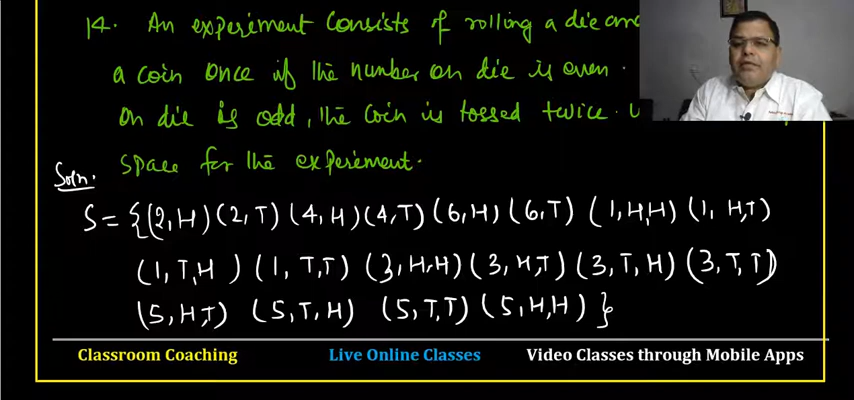 14. An experiment consists of rolling a die and
a coin once if the number on die is even.
on die is odd, the coin is tossed twice.
space for the experiment.
Soln.
S = {(2,H) (2,T) (4,H) (4,T) (6,H) (6,T) (1,H,H) (1,H,T)
(1,T,H) (1,T,T) (3,H,H) (3,H,T) (3,T,H) (3,T,T)
(5,H,T) (5,T,H) (5,T,T) (5,H,H) }
Classroom Coaching Live Online Classes Video Classes through Mobile Apps